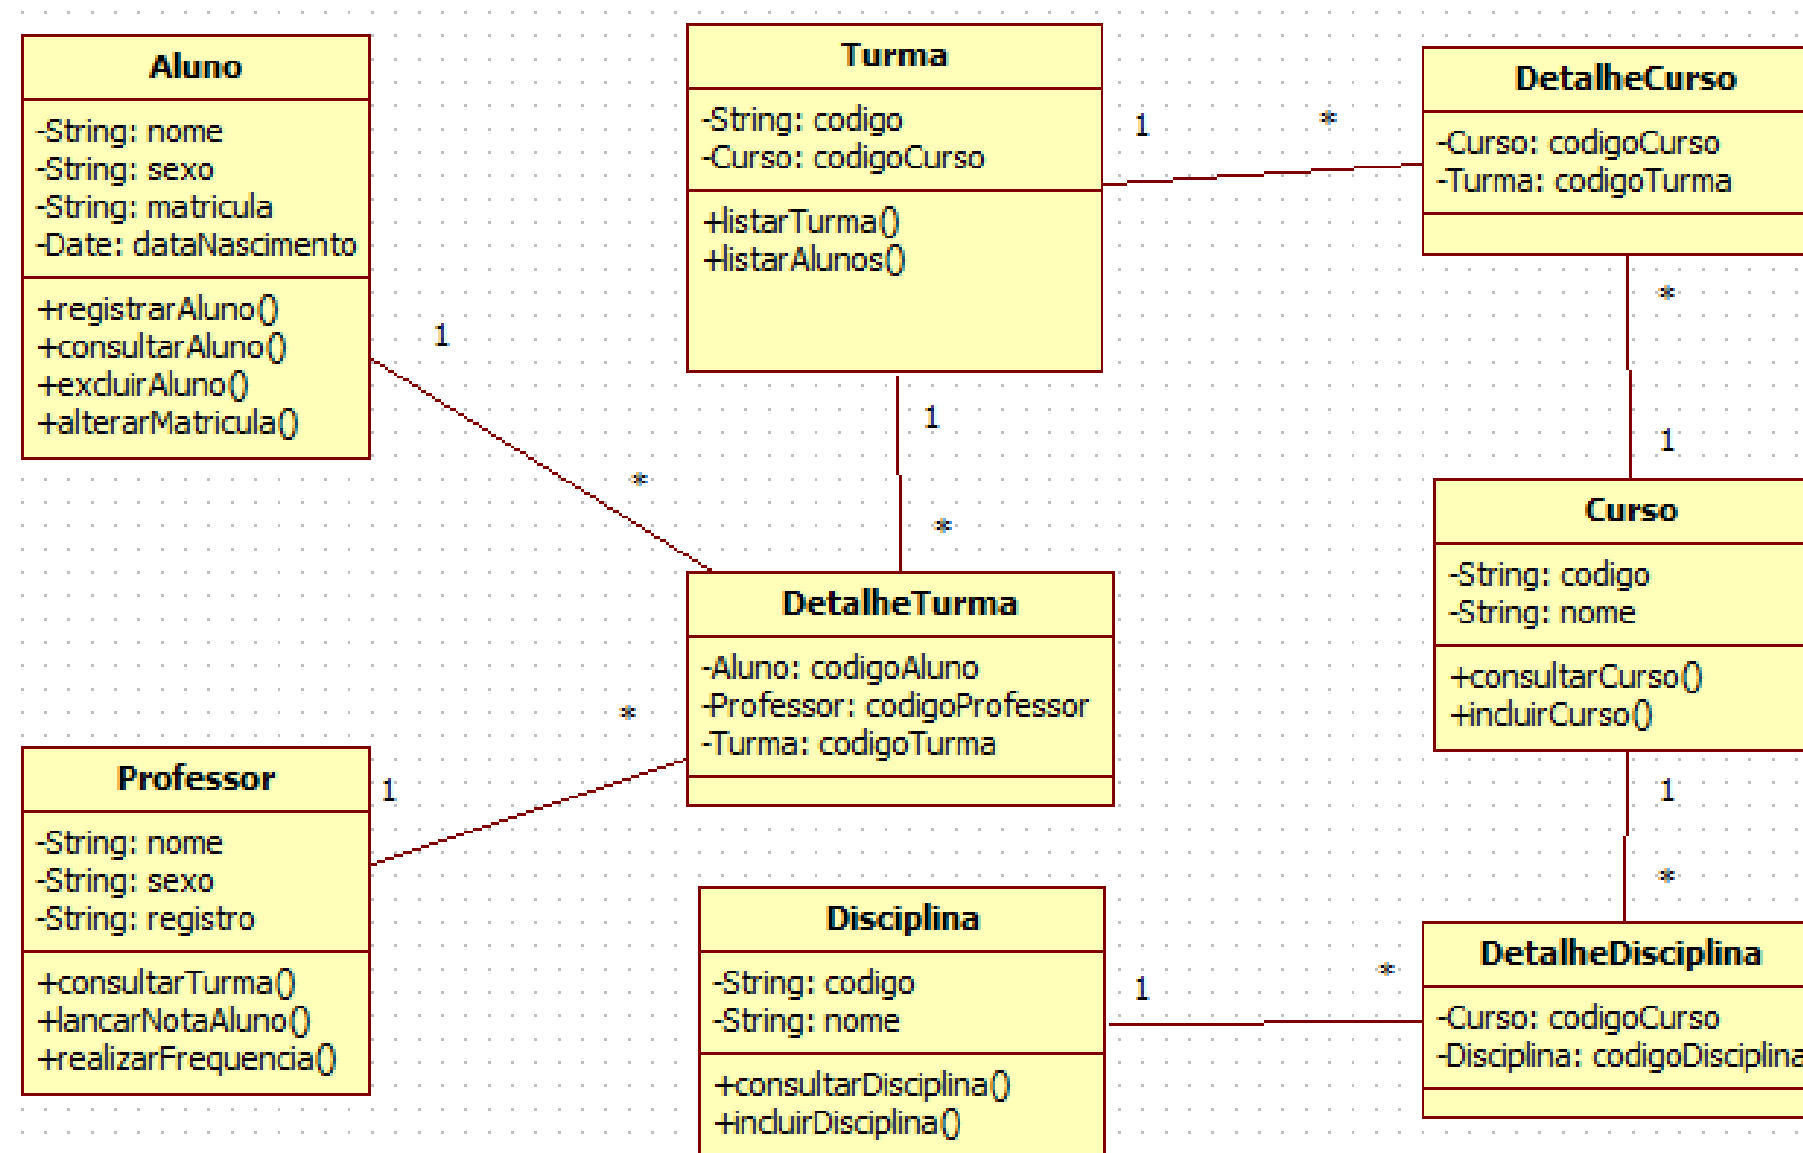 Aluno
-String: nome
-String: sexo
-String: matricula
-Date: dataNascimento
+registrarAluno()
+consultarAluno()
+excluirAluno()
+alterarMatricula()
1
*
Turma
-String: codigo
-Curso: codigoCurso
+listarTurma()
+listarAlunos()
1
*
1
*
DetalheCurso
-Curso: codigoCurso
-Turma: codigoTurma
*
1
DetalheTurma
-Aluno: codigoAluno
-Professor: codigoProfessor
-Turma: codigoTurma
Curso
-String: codigo
-String: nome
+consultarCurso()
+incluirCurso()
1
*
Professor
-String: nome
-String: sexo
-String: registro
+consultarTurma()
+lancarNotaAluno()
+realizarFrequencia()
1
*
Disciplina
-String: codigo
-String: nome
+consultarDisciplina()
+incluirDisciplina()
1
*
DetalheDisciplina
-Curso: codigoCurso
-Disciplina: codigoDisciplina